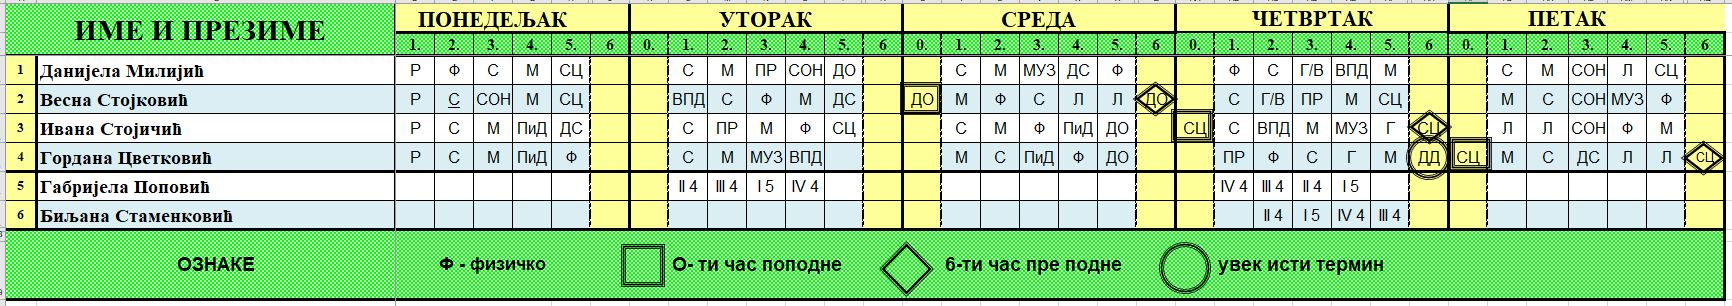 ИМЕ И ПРЕЗИМЕ ПОНЕДЕЉАК УТОРАК СРЕДА ЧЕТВРТАК ПЕТАК
1. 2. 3. 4. 5. 6 0. 1. 2. 3. 4. 5. 6 0. 1. 2. 3. 4. 5. 6 0. 1. 2. 3. 4. 5. 6 0. 1. 2. 3. 4. 5. 6
1 Данијела Милијић Р Ф С М СЦ С М ПР СОН ДО С М МУЗ ДС Ф Ф С Г/В ВПД М С М СОН Л СЦ
2 Весна Стојковић Р С СОН М СЦ ВПД С Ф М ДС ДО М Ф С Л Л ДО С Г/В ПР М СЦ М С СОН МУЗ Ф
3 Ивана Стојичић Р С М ПиД ДС С ПР М Ф СЦ С М Ф ПиД ДО СЦ С ВПД М МУЗ Г СЦ Л Л СОН Ф М
4 Гордана Цветковић Р С М ПиД Ф С М МУЗ ВПД М С ПиД Ф ДО ПР Ф С Г М ДД СЦ М С ДС Л Л СЦ
5 Габријела Поповић II 4 III 4 I 5 IV 4 IV 4 III 4 II 4 I 5
6 Биљана Стаменковић II 4 I 5 IV 4 III 4
ОЗНАКЕ Ф - физичко О- ти час поподне 6-ти час пре подне увек исти термин